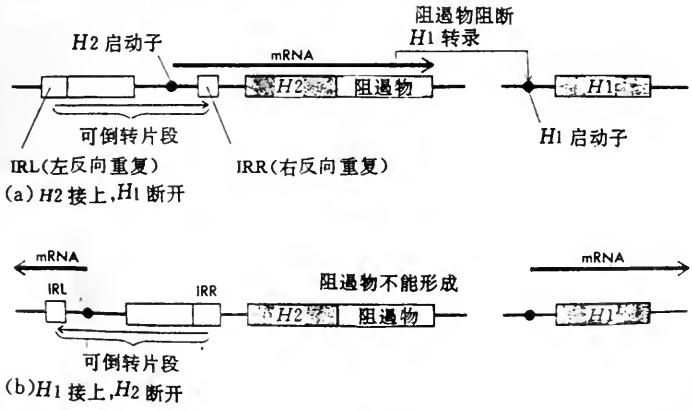 阻遏物阻断
H2 启动子
mRNA
H1 转录
H2
阻遏物
H1
可倒转片段
H1 启动子
IRL(左反向重复)
IRR(右反向重复)
(a) H2 接上,H1 断开
mRNA
mRNA
IRL
IRR
阻遏物不能形成
H2
阻遏物
H1
可倒转片段
(b)H1 接上,H2 断开